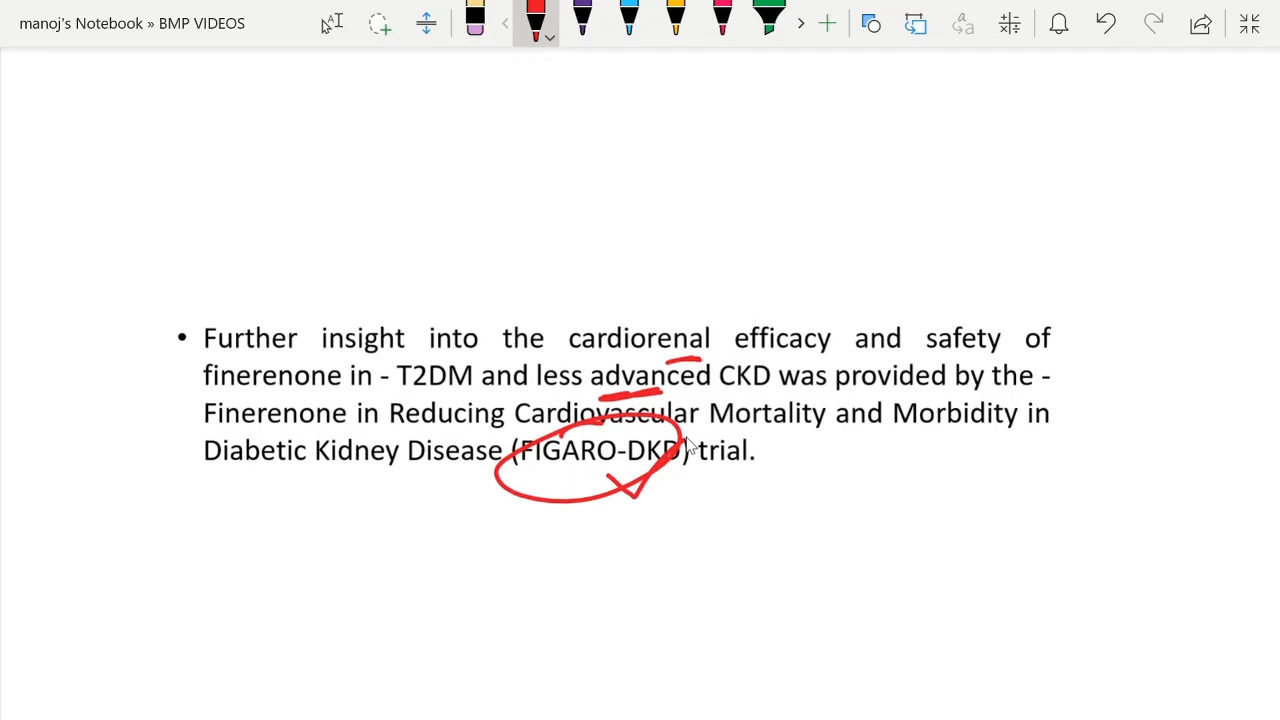 manoj's Notebook » BMP VIDEOS
• Further insight into the cardiorenal efficacy and safety of
finerenone in - T2DM and less advanced CKD was provided by the -
Finerenone in Reducing Cardiovascular Mortality and Morbidity in
Diabetic Kidney Disease (FIGARO-DKD) trial.